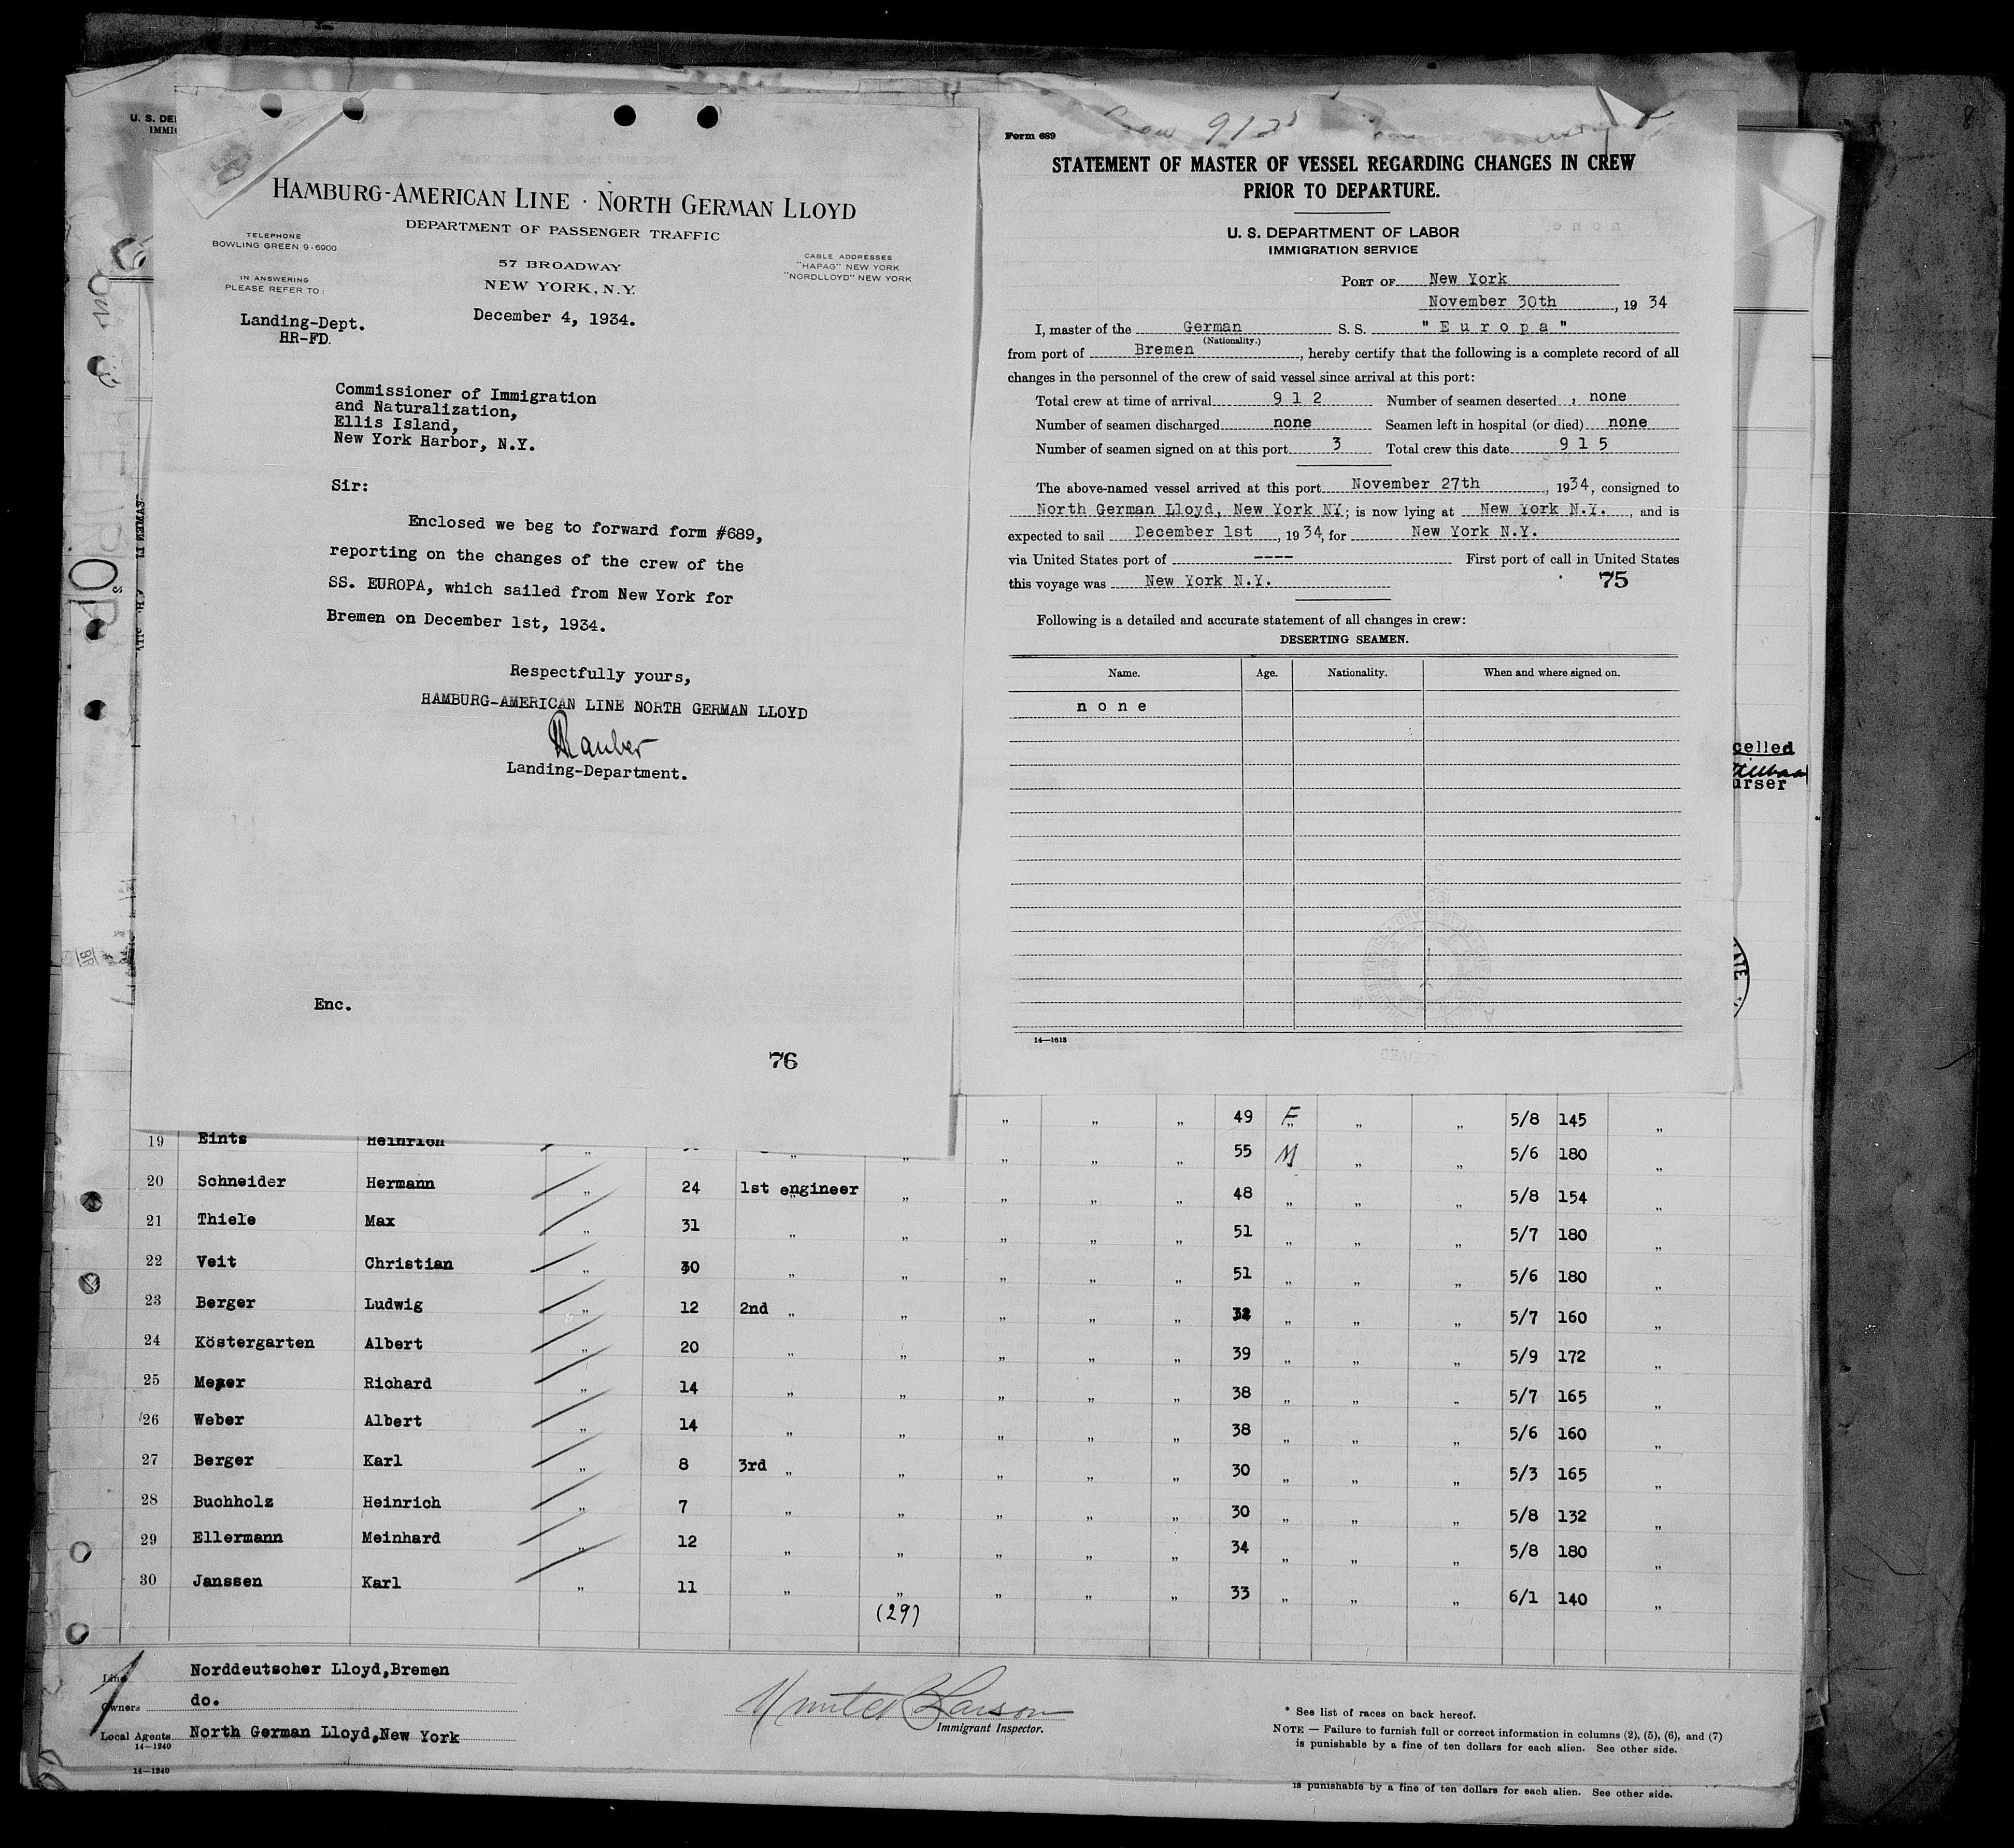 U. S. DE
IMMI
HAMBURG-AMERICAN LINE · NORTH GERMAN LLOYD
DEPARTMENT OF PASSENGER TRAFFIC
TELEPHONE
BOWLING GREEN 9-6900
57 BROADWAY
NEW YORK, N.Y.
CABLE ADDRESSES
"HAPAG" NEW YORK
"NORDLLOYD" NEW YORK
IN ANSWERING
PLEASE REFER TO:
Landing-Dept.
HR-FD.
December 4, 1934.
Commissioner of Immigration
and Naturalization,
Ellis Island,
New York Harbor, N.Y.
Sir:
Enclosed we beg to forward form #689,
reporting on the changes of the crew of the
SS. EUROPA, which sailed from New York for
Bremen on December 1st, 1934.
Respectfully yours,
HAMBURG-AMERICAN LINE NORTH GERMAN LLOYD
Landing-Department.
Enc.
76
Form 689
912
STATEMENT OF MASTER OF VESSEL REGARDING CHANGES IN CREW
PRIOR TO DEPARTURE.
U. S. DEPARTMENT OF LABOR
IMMIGRATION SERVICE
PORT OF New York
November 30th, 1934
I, master of the German S. S. "Europa"
(Nationality.)
from port of Bremen, hereby certify that the following is a complete record of all
changes in the personnel of the crew of said vessel since arrival at this port:
Total crew at time of arrival 912 Number of seamen deserted, none
Number of seamen discharged none Seamen left in hospital (or died) none
Number of seamen signed on at this port 3 Total crew this date 915
The above-named vessel arrived at this port November 27th, 1934, consigned to
North German Lloyd, New York NY; is now lying at New York N.Y., and is
expected to sail December 1st, 1934, for New York N.Y.
via United States port of ---- First port of call in United States
this voyage was New York N.Y. 75
Following is a detailed and accurate statement of all changes in crew:
DESERTING SEAMEN.
Name. Age. Nationality. When and where signed on.
none
14—1613
celled
urser
" " " 49 F " " 5/8 145 "
19 Eints Heinrich " " " " " " 55 M " " 5/6 180 "
20 Schneider Hermann " 24 1st engineer " " " " 48 " " " 5/8 154 "
21 Thiele Max " 31 " " " " " 51 " " " 5/7 180 "
22 Veit Christian " 30 " " " " " 51 " " " 5/6 180 "
23 Berger Ludwig " 12 2nd " " " " " " " " 5/7 160 "
24 Köstergarten Albert " 20 " " " " " 39 " " " 5/9 172 "
25 Meyer Richard " 14 " " " " " 38 " " " 5/7 165 "
26 Weber Albert " 14 " " " " " 38 " " " 5/6 160 "
27 Berger Karl " 8 3rd " " " " " 30 " " " 5/3 165 "
28 Buchholz Heinrich " 7 " " " " " 30 " " " 5/8 132 "
29 Ellermann Meinhard " 12 " " " " " 34 " " " 5/8 180 "
30 Janssen Karl " 11 " " " " " 33 " " " 6/1 140 "
(29)
Line Norddeutscher Lloyd,Bremen
Owners do.
Local Agents North German Lloyd,New York
14—1240
14—1240
Immigrant Inspector.
* See list of races on back hereof.
NOTE — Failure to furnish full or correct information in columns (2), (5), (6), and (7)
is punishable by a fine of ten dollars for each alien. See other side.
is punishable by a fine of ten dollars for each alien. See other side.